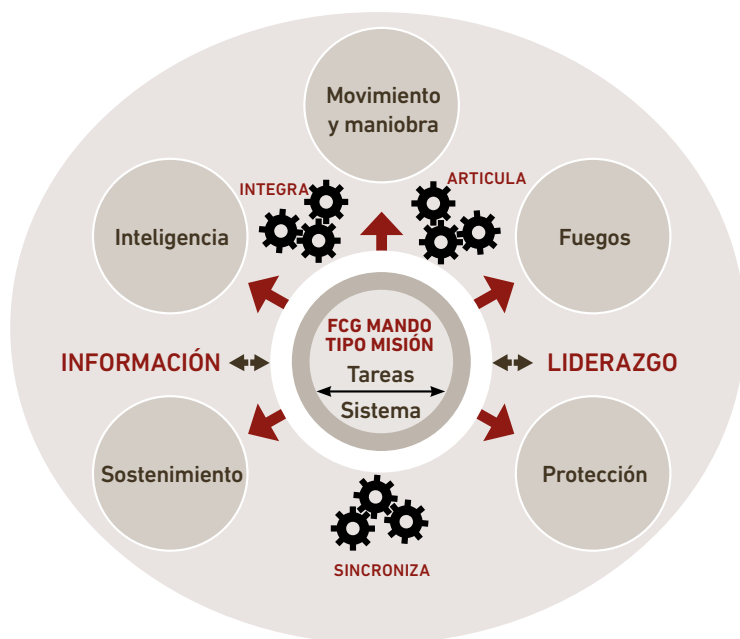 Movimiento
y maniobra
INTEGRA
ARTICULA
Inteligencia
Fuegos
FCG MANDO
TIPO MISIÓN
Tareas
Sistema
INFORMACIÓN
LIDERAZGO
Sostenimiento
Protección
SINCRONIZA